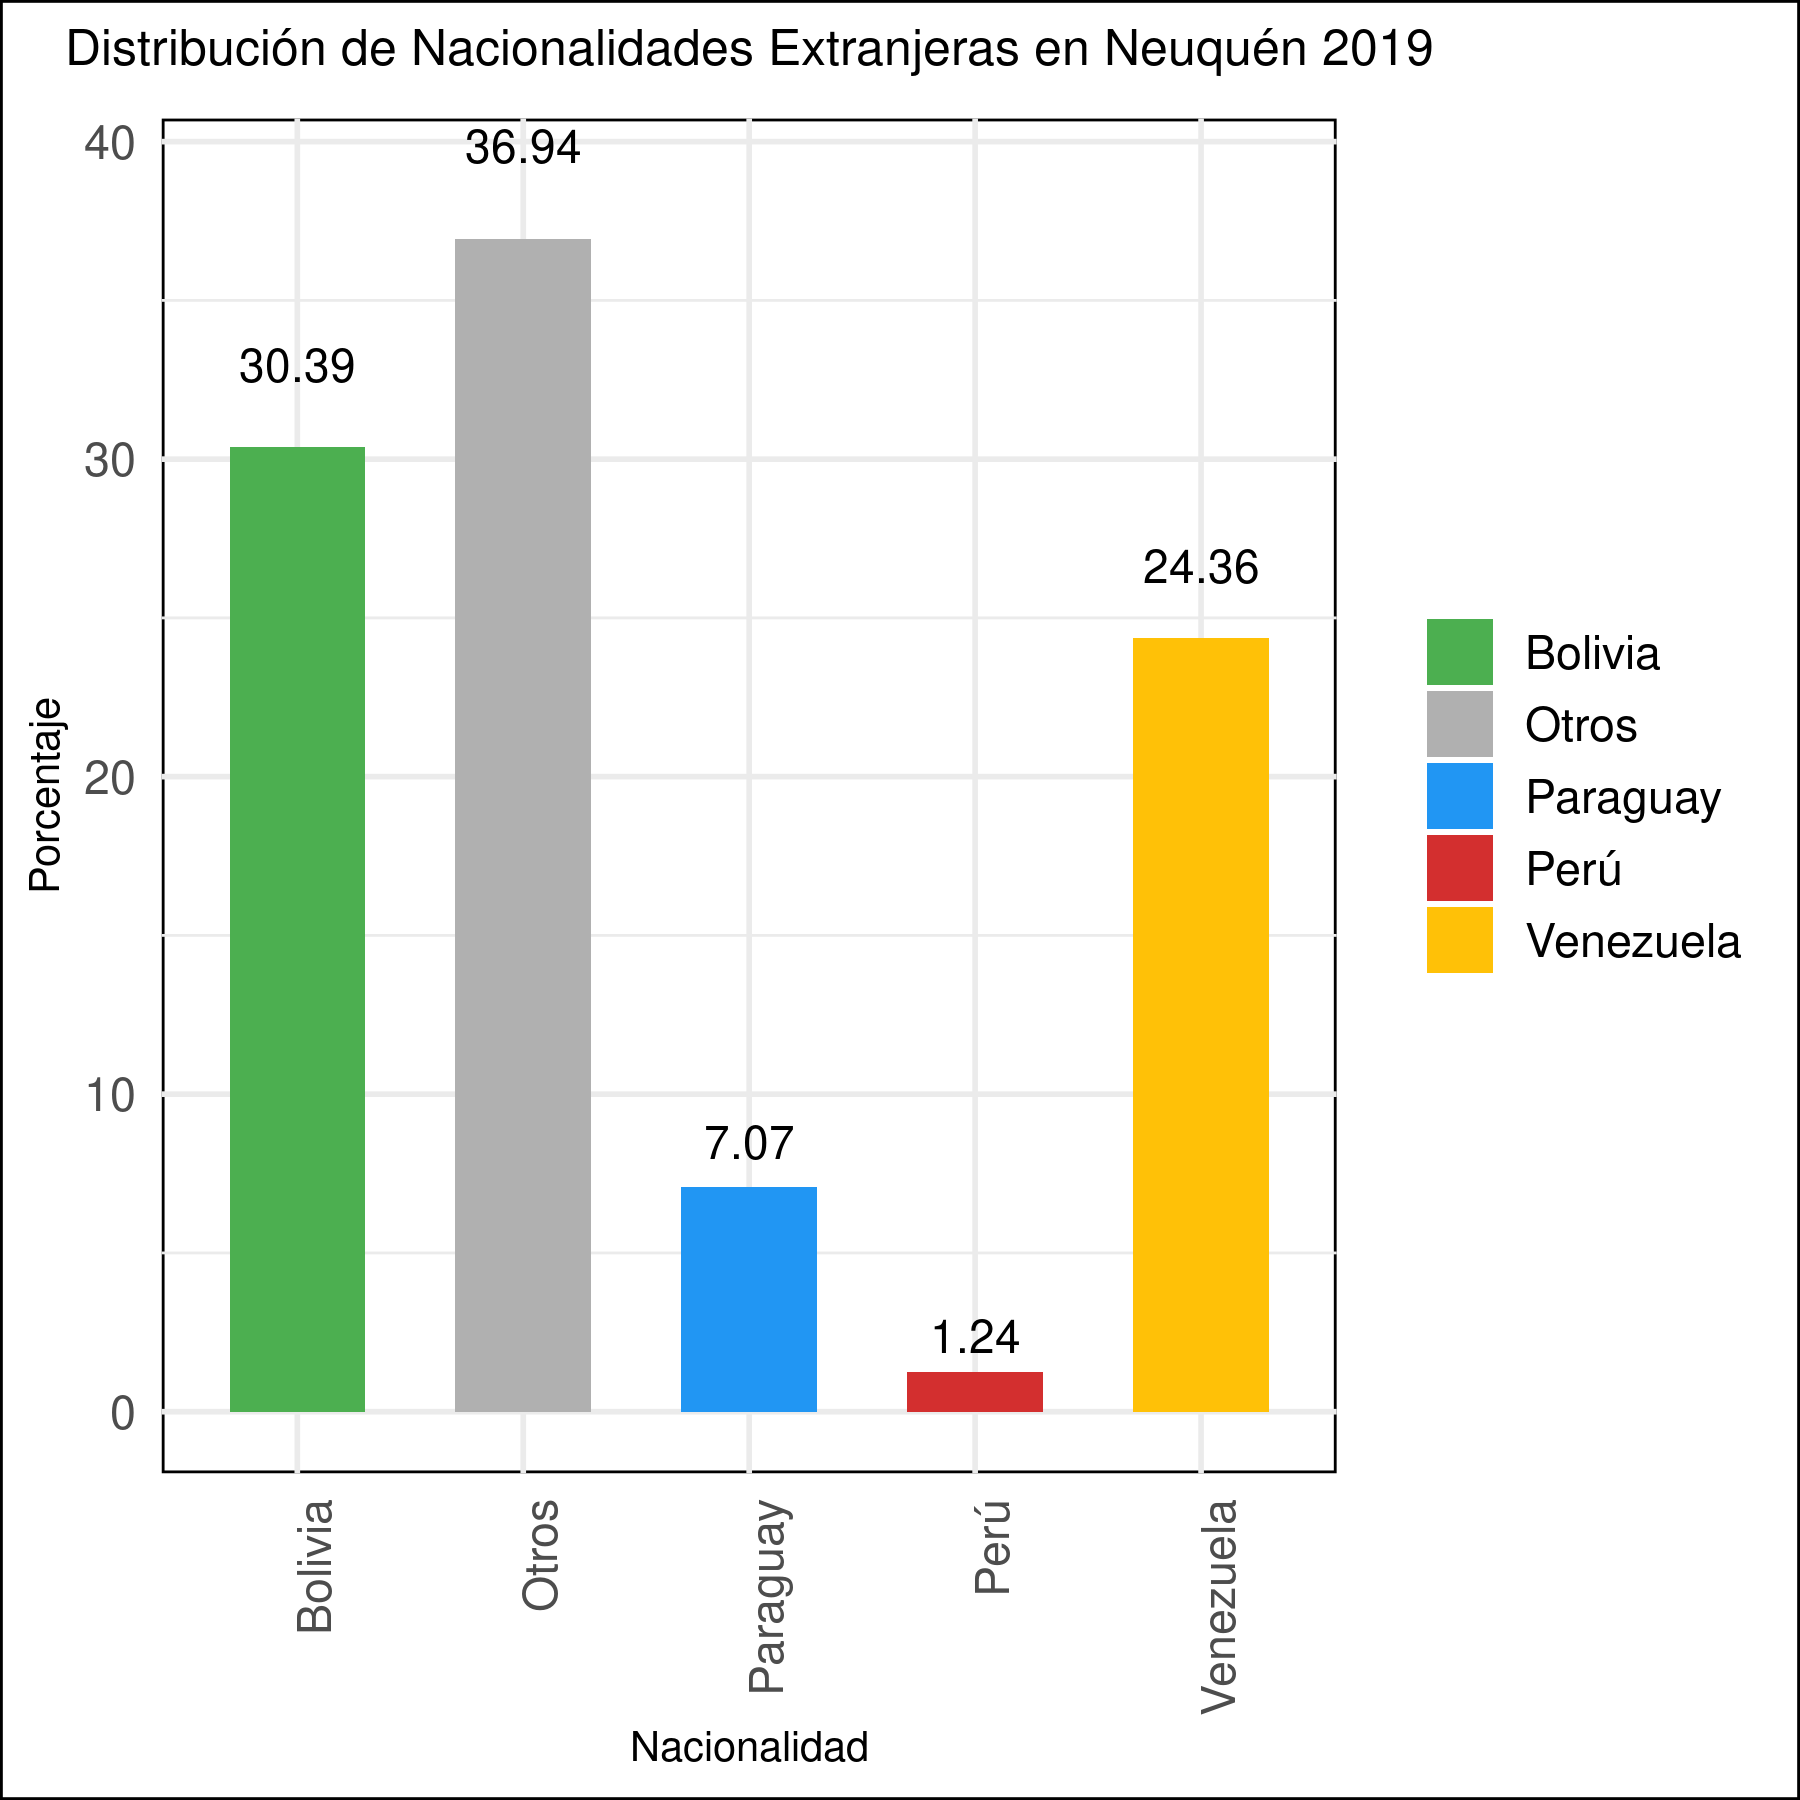 Distribución de Nacionalidades Extranjeras en Neuquén 2019
Porcentaje
40
30
20
10
0
30.39
36.94
7.07
1.24
24.36
Bolivia
Otros
Paraguay
Perú
Venezuela
Nacionalidad
Bolivia
Otros
Paraguay
Perú
Venezuela